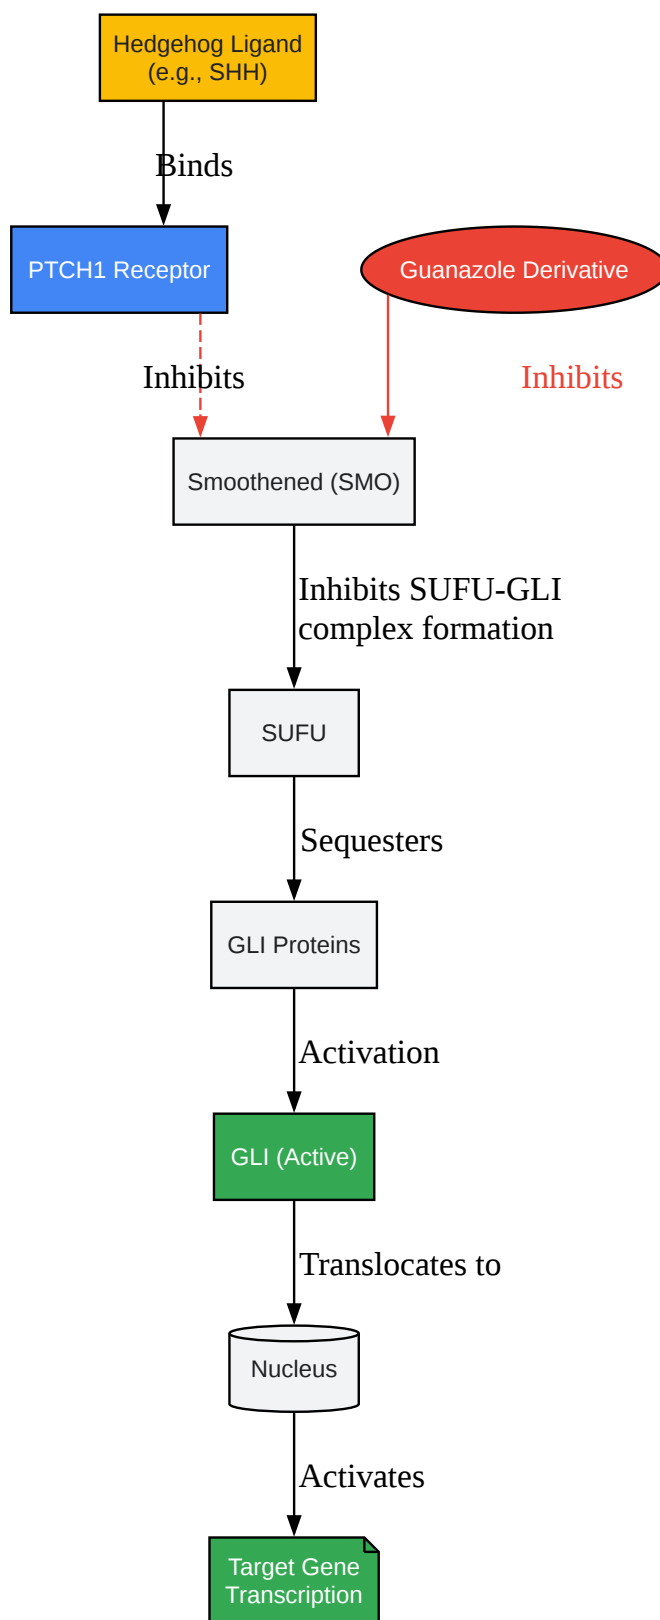 Hedgehog Ligand
(e.g., SHH)
Binds
PTCH1 Receptor
Guanazole Derivative
Inhibits
Inhibits
Smoothened (SMO)
Inhibits SUFU-GLI
complex formation
SUFU
Sequesters
GLI Proteins
Activation
GLI (Active)
Translocates to
Nucleus
Activates
Target Gene
Transcription